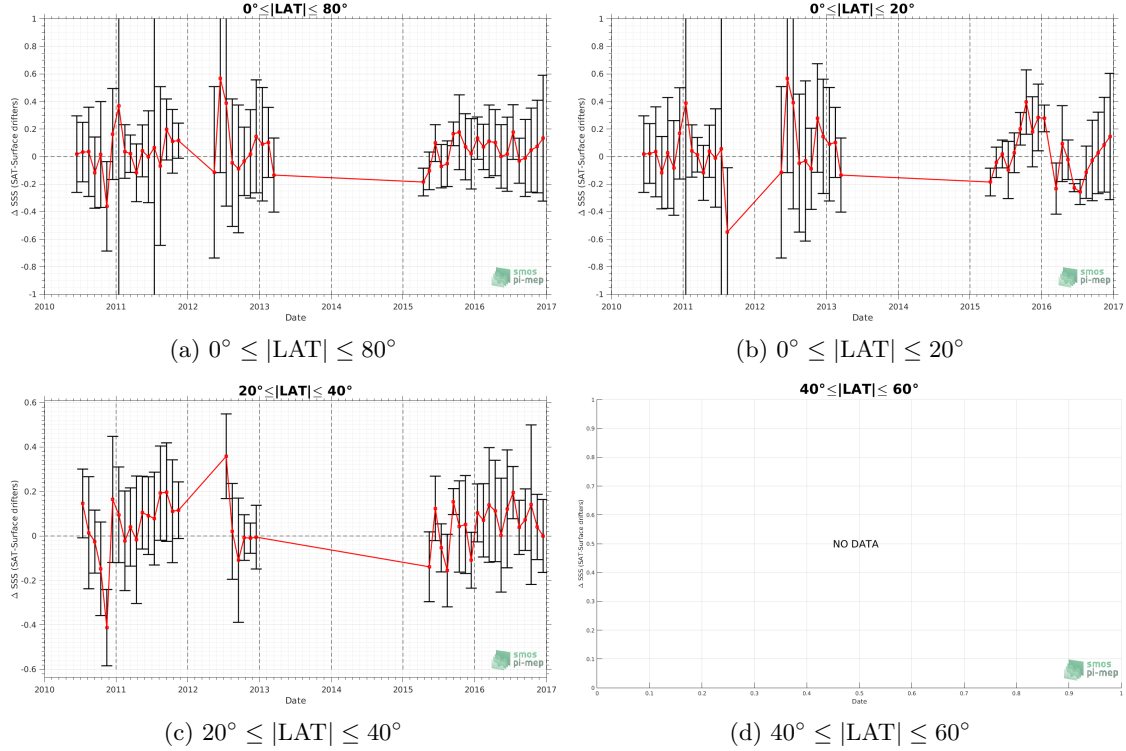 0°≤|LAT|≤ 80°
Δ SSS (SAT-Surface drifters)
1
0.8
0.6
0.4
0.2
0
-0.2
-0.4
-0.6
-0.8
-1
2010 2011 2012 2013 2014 2015 2016 2017
Date
smos
pi-mep
(a) 0° ≤ |LAT| ≤ 80°
0°≤|LAT|≤ 20°
Δ SSS (SAT-Surface drifters)
1
0.8
0.6
0.4
0.2
0
-0.2
-0.4
-0.6
-0.8
-1
2010 2011 2012 2013 2014 2015 2016 2017
Date
smos
pi-mep
(b) 0° ≤ |LAT| ≤ 20°
20°≤|LAT|≤ 40°
Δ SSS (SAT-Surface drifters)
0.6
0.4
0.2
0
-0.2
-0.4
-0.6
2010 2011 2012 2013 2014 2015 2016 2017
Date
smos
pi-mep
(c) 20° ≤ |LAT| ≤ 40°
40°≤|LAT|≤ 60°
Δ SSS (SAT-Surface drifters)
1
0.9
0.8
0.7
0.6
0.5
0.4
0.3
0.2
0.1
0
NO DATA
0 0.1 0.2 0.3 0.4 0.5 0.6 0.7 0.8 0.9 1
Date
smos
pi-mep
(d) 40° ≤ |LAT| ≤ 60°